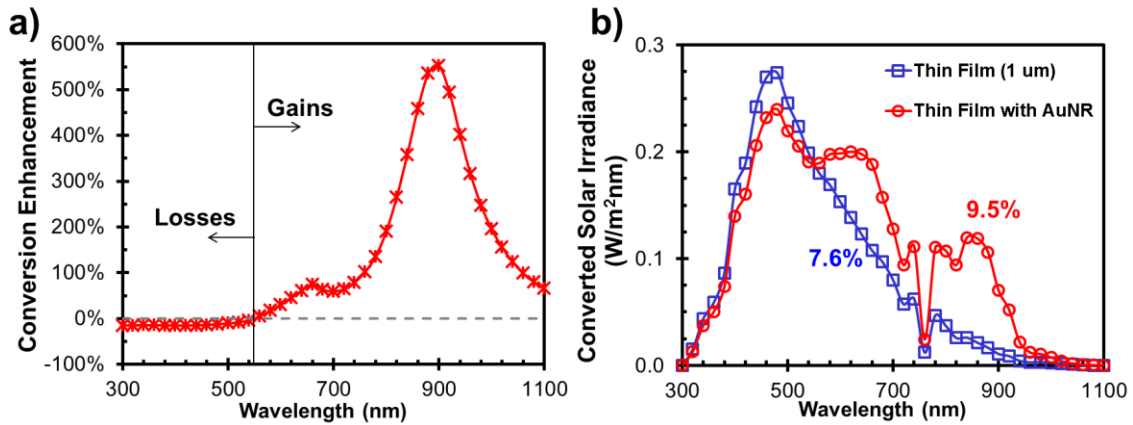 a)
Conversion Enhancement
600%
500%
400%
300%
200%
100%
0%
-100%
Gains
Losses
300
500
700
900
1100
Wavelength (nm)
b)
Converted Solar Irradiance
(W/m²nm)
0.3
0.2
0.1
0.0
Thin Film (1 um)
Thin Film with AuNR
7.6%
9.5%
300
500
700
900
1100
Wavelength (nm)